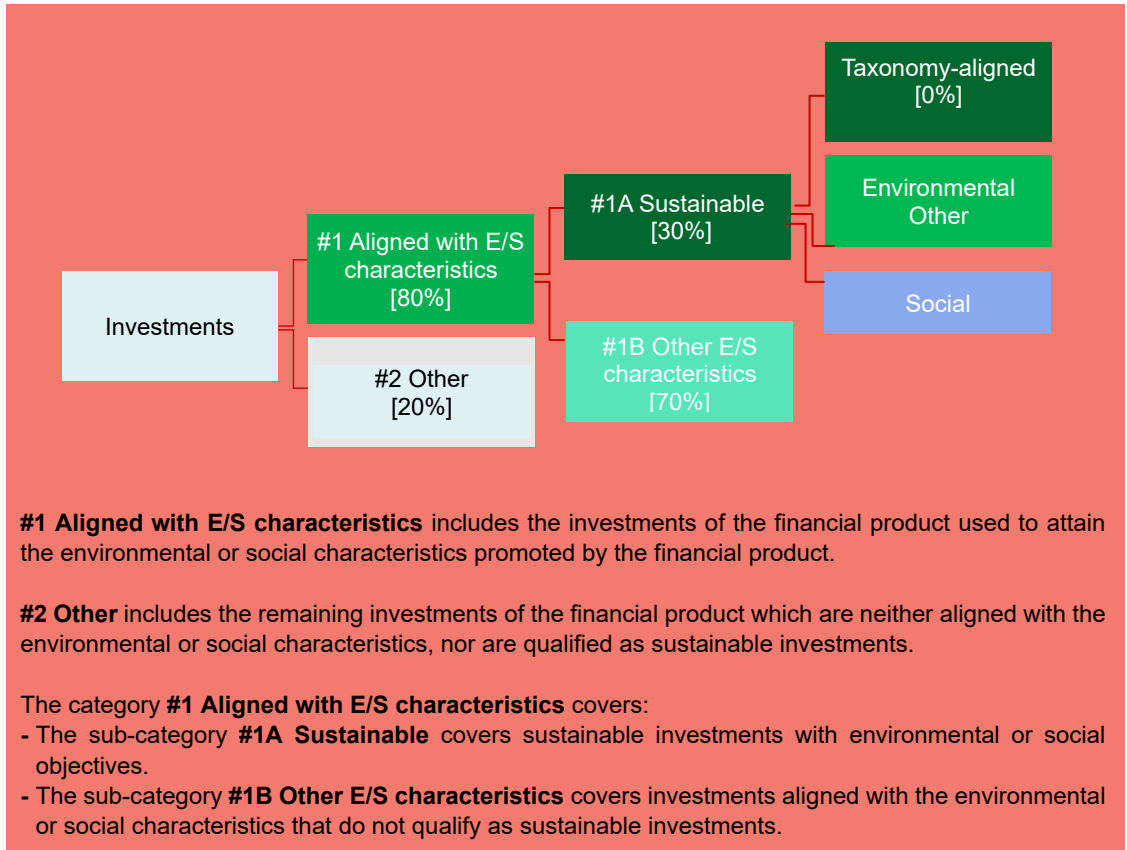 Taxonomy-aligned
[0%]
Environmental
Other
#1A Sustainable
[30%]
#1 Aligned with E/S
characteristics
[80%]
Social
Investments
#1B Other E/S
characteristics
[70%]
#2 Other
[20%]
#1 Aligned with E/S characteristics includes the investments of the financial product used to attain
the environmental or social characteristics promoted by the financial product.
#2 Other includes the remaining investments of the financial product which are neither aligned with the
environmental or social characteristics, nor are qualified as sustainable investments.
The category #1 Aligned with E/S characteristics covers:
- The sub-category #1A Sustainable covers sustainable investments with environmental or social
objectives.
- The sub-category #1B Other E/S characteristics covers investments aligned with the environmental
or social characteristics that do not qualify as sustainable investments.